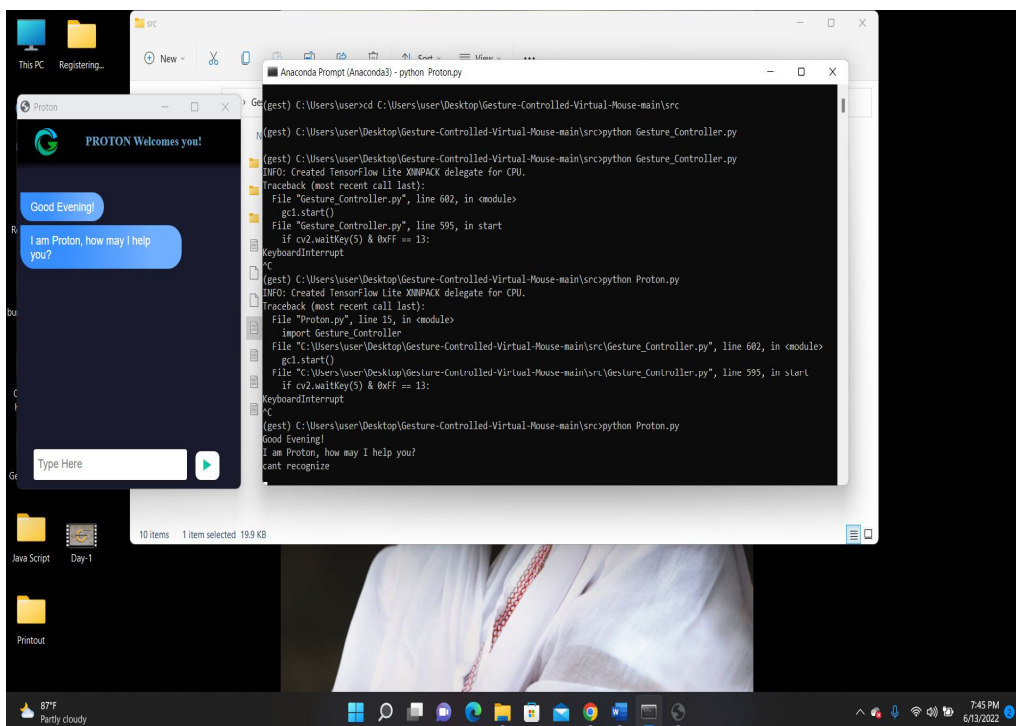 This PC
Registering...
src
New
Sort
View
Proton
PROTON Welcomes you!
Good Evening!
I am Proton, how may I help
you?
Type Here
Anaconda Prompt (Anaconda3) - python Proton.py
(gest) C:\Users\user>cd C:\Users\user\Desktop\Gesture-Controlled-Virtual-Mouse-main\src
(gest) C:\Users\user\Desktop\Gesture-Controlled-Virtual-Mouse-main\src>python Gesture_Controller.py
(gest) C:\Users\user\Desktop\Gesture-Controlled-Virtual-Mouse-main\src>python Gesture_Controller.py
INFO: Created TensorFlow Lite XNNPACK delegate for CPU.
Traceback (most recent call last):
File "Gesture_Controller.py", line 602, in <module>
gc1.start()
File "Gesture_Controller.py", line 595, in start
if cv2.waitKey(5) & 0xFF == 13:
KeyboardInterrupt
^C
(gest) C:\Users\user\Desktop\Gesture-Controlled-Virtual-Mouse-main\src>python Proton.py
INFO: Created TensorFlow Lite XNNPACK delegate for CPU.
Traceback (most recent call last):
File "Proton.py", line 15, in <module>
import Gesture_Controller
File "C:\Users\user\Desktop\Gesture-Controlled-Virtual-Mouse-main\src\Gesture_Controller.py", line 602, in <module>
gc1.start()
File "C:\Users\user\Desktop\Gesture-Controlled-Virtual-Mouse-main\src\Gesture_Controller.py", line 595, in start
if cv2.waitKey(5) & 0xFF == 13:
KeyboardInterrupt
^C
(gest) C:\Users\user\Desktop\Gesture-Controlled-Virtual-Mouse-main\src>python Proton.py
Good Evening!
I am Proton, how may I help you?
cant recognize
10 items 1 item selected 19.9 KB
Java Script
Day-1
Printout
87°F
Partly cloudy
7:45 PM
6/13/2022
2